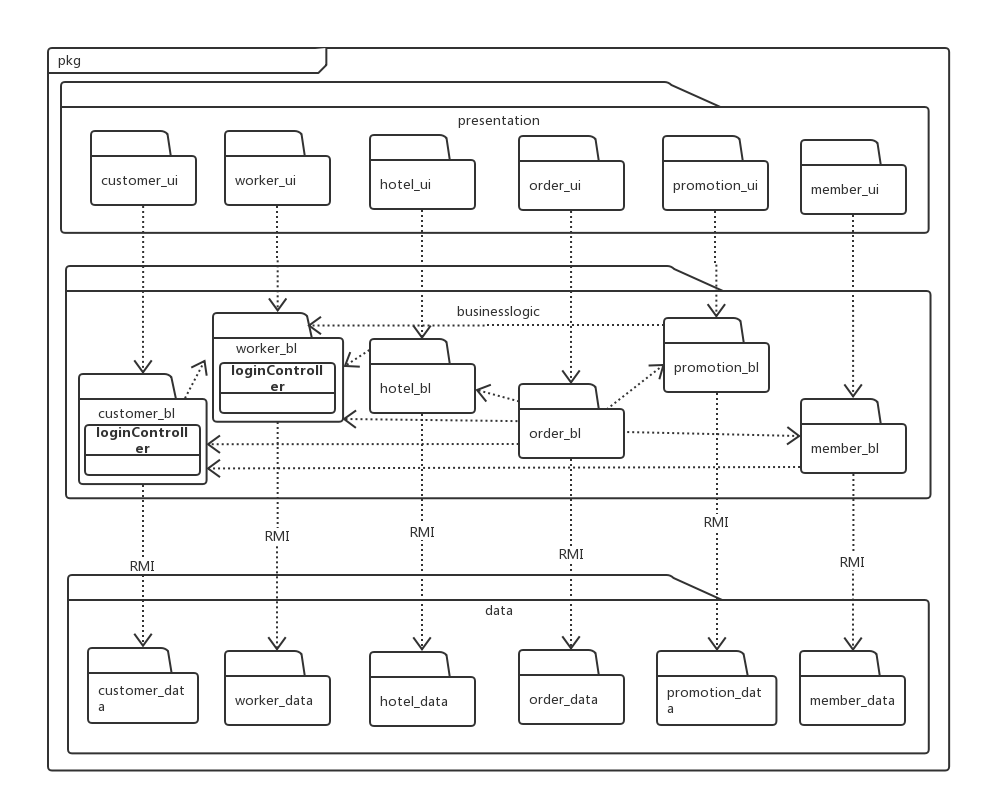 pkg
presentation
customer_ui
worker_ui
hotel_ui
order_ui
promotion_ui
member_ui
businesslogic
worker_bl
loginControll
er
hotel_bl
promotion_bl
customer_bl
loginControll
er
order_bl
member_bl
RMI
RMI
RMI
RMI
RMI
RMI
data
customer_dat
a
worker_data
hotel_data
order_data
promotion_dat
a
member_data